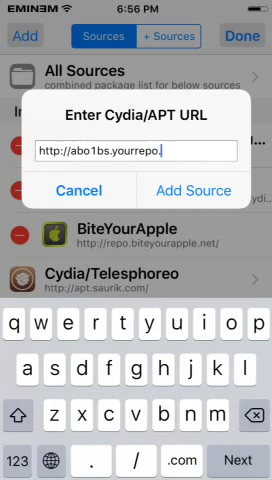 EMINƎM 6:56 PM
Add Sources + Sources Done
All Sources
combined package list for below sources
Enter Cydia/APT URL
http://abo1bs.yourrepo.
Cancel Add Source
BiteYourApple
http://repo.biteyourapple.net/
Cydia/Telesphoreo
http://apt.saurik.com/
q w e r t y u i o p
a s d f g h j k l
z x c v b n m
123 . / .com Next